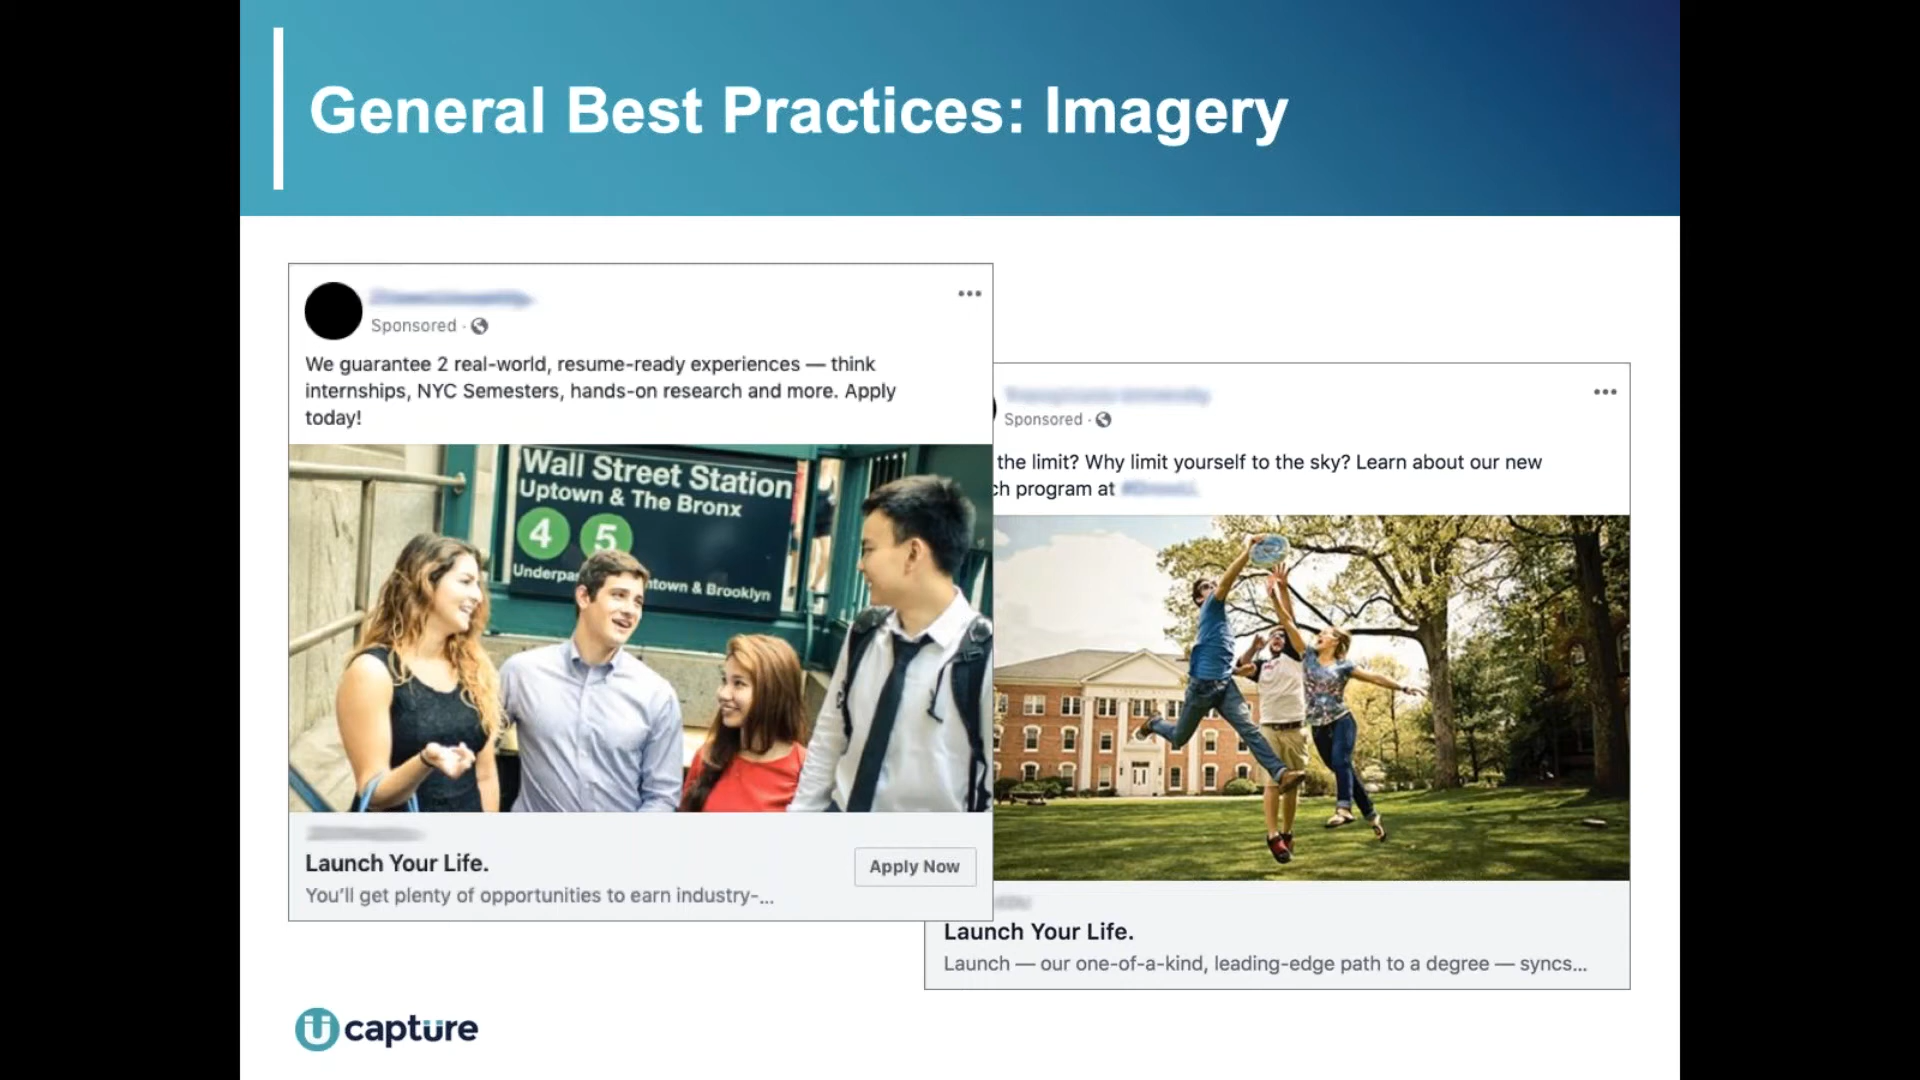 General Best Practices: Imagery
Sponsored ·
We guarantee 2 real-world, resume-ready experiences — think
internships, NYC Semesters, hands-on research and more. Apply
today!
Wall Street Station
Uptown & The Bronx
4 5
Underpa
ntown & Brooklyn
Launch Your Life.
Apply Now
You'll get plenty of opportunities to earn industry-...
Sponsored ·
the limit? Why limit yourself to the sky? Learn about our new
ch program at
Launch Your Life.
Launch — our one-of-a-kind, leading-edge path to a degree — syncs...
capture